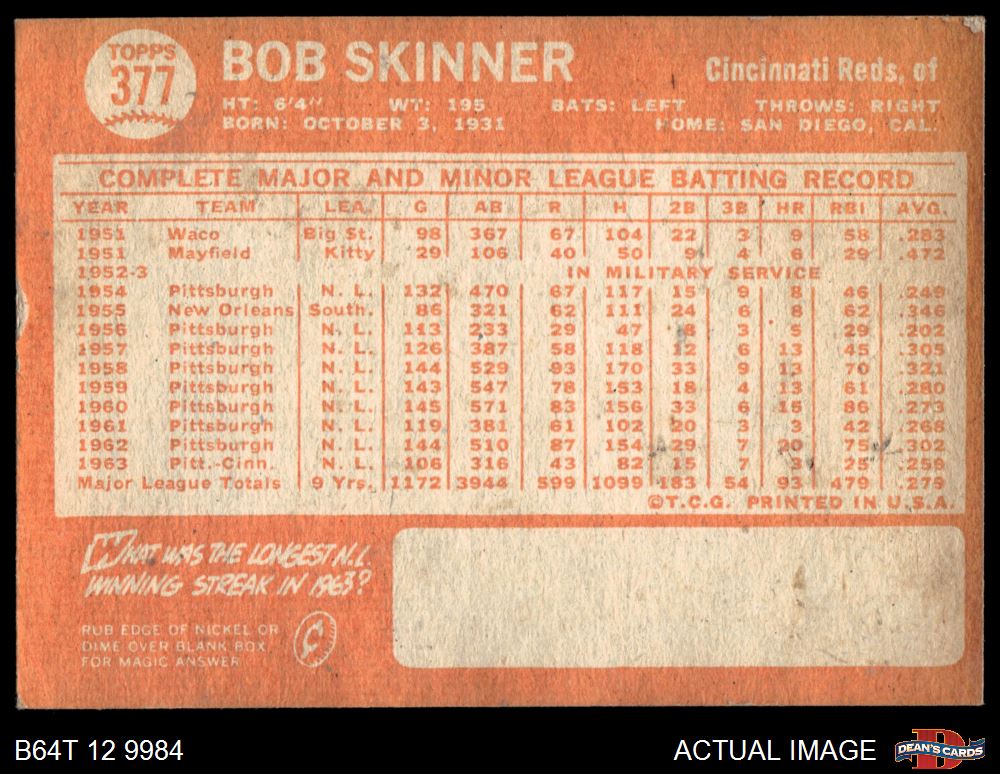 TOPPS
377
BOB SKINNER
Cincinnati Reds, of
HT: 6'4" WT: 195 BATS: LEFT THROWS: RIGHT
BORN: OCTOBER 3, 1931 HOME: SAN DIEGO, CAL.
COMPLETE MAJOR AND MINOR LEAGUE BATTING RECORD
YEAR TEAM LEA. G AB R H 2B 3B HR RBI AVG.
1951 Waco Big St. 98 367 67 104 22 3 9 58 .283
1951 Mayfield Kitty 29 106 40 50 9 4 6 29 .472
1952-3 IN MILITARY SERVICE
1954 Pittsburgh N. L. 132 470 67 117 15 9 8 46 .249
1955 New Orleans South. 86 321 62 111 24 6 8 62 .346
1956 Pittsburgh N. L. 113 233 29 47 8 3 5 29 .202
1957 Pittsburgh N. L. 126 387 58 118 12 6 13 45 .305
1958 Pittsburgh N. L. 144 529 93 170 33 9 13 70 .321
1959 Pittsburgh N. L. 143 547 78 153 18 4 13 61 .280
1960 Pittsburgh N. L. 145 571 83 156 33 6 15 86 .273
1961 Pittsburgh N. L. 119 381 61 102 20 3 3 42 .268
1962 Pittsburgh N. L. 144 510 87 154 29 7 20 75 .302
1963 Pitt.-Cinn. N. L. 106 316 43 82 15 7 3 25 .259
Major League Totals 9 Yrs. 1172 3944 599 1099 183 54 93 479 .279
©T.C.G. PRINTED IN U.S.A.
WHAT WAS THE LONGEST N.L.
WINNING STREAK IN 1963?
RUB EDGE OF NICKEL OR
DIME OVER BLANK BOX
FOR MAGIC ANSWER
B64T 12 9984
ACTUAL IMAGE
DEAN'S CARDS